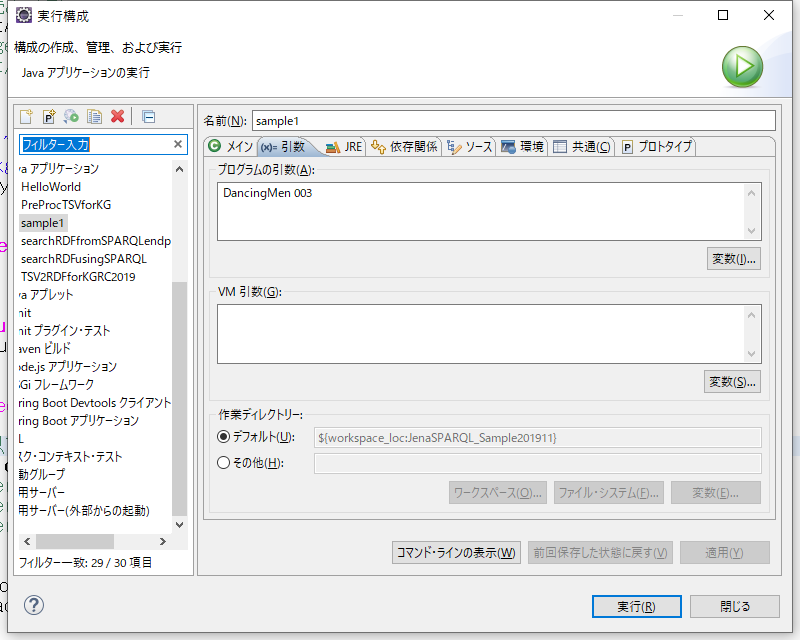 実行構成
構成の作成、管理、および実行
Java アプリケーションの実行
名前(N):
sample1
フィルター入力
メイン
(x)= 引数
JRE
依存関係
ソース
環境
共通(C)
P プロトタイプ
va アプリケーション
HelloWorld
PreProcTSVforKG
sample1
searchRDFfromSPARQLendp
searchRDFusingSPARQL
TSV2RDFforKGRC2019
va アプレット
nit
nit プラグイン・テスト
aven ビルド
ode.js アプリケーション
Gi フレームワーク
ring Boot Devtools クライアント
ring Boot アプリケーション
L
スク・コンテキスト・テスト
動グループ
用サーバー
用サーバー(外部からの起動)
フィルター一致: 29 / 30 項目
プログラムの引数(A):
DancingMen 003
変数(I)...
VM 引数(G):
変数(S)...
作業ディレクトリー:
デフォルト(U):
${workspace_loc:JenaSPARQL_Sample201911}
その他(H):
ワークスペース(O)...
ファイル・システム(F)...
変数(E)...
コマンド・ラインの表示(W)
前回保存した状態に戻す(V)
適用(Y)
実行(R)
閉じる